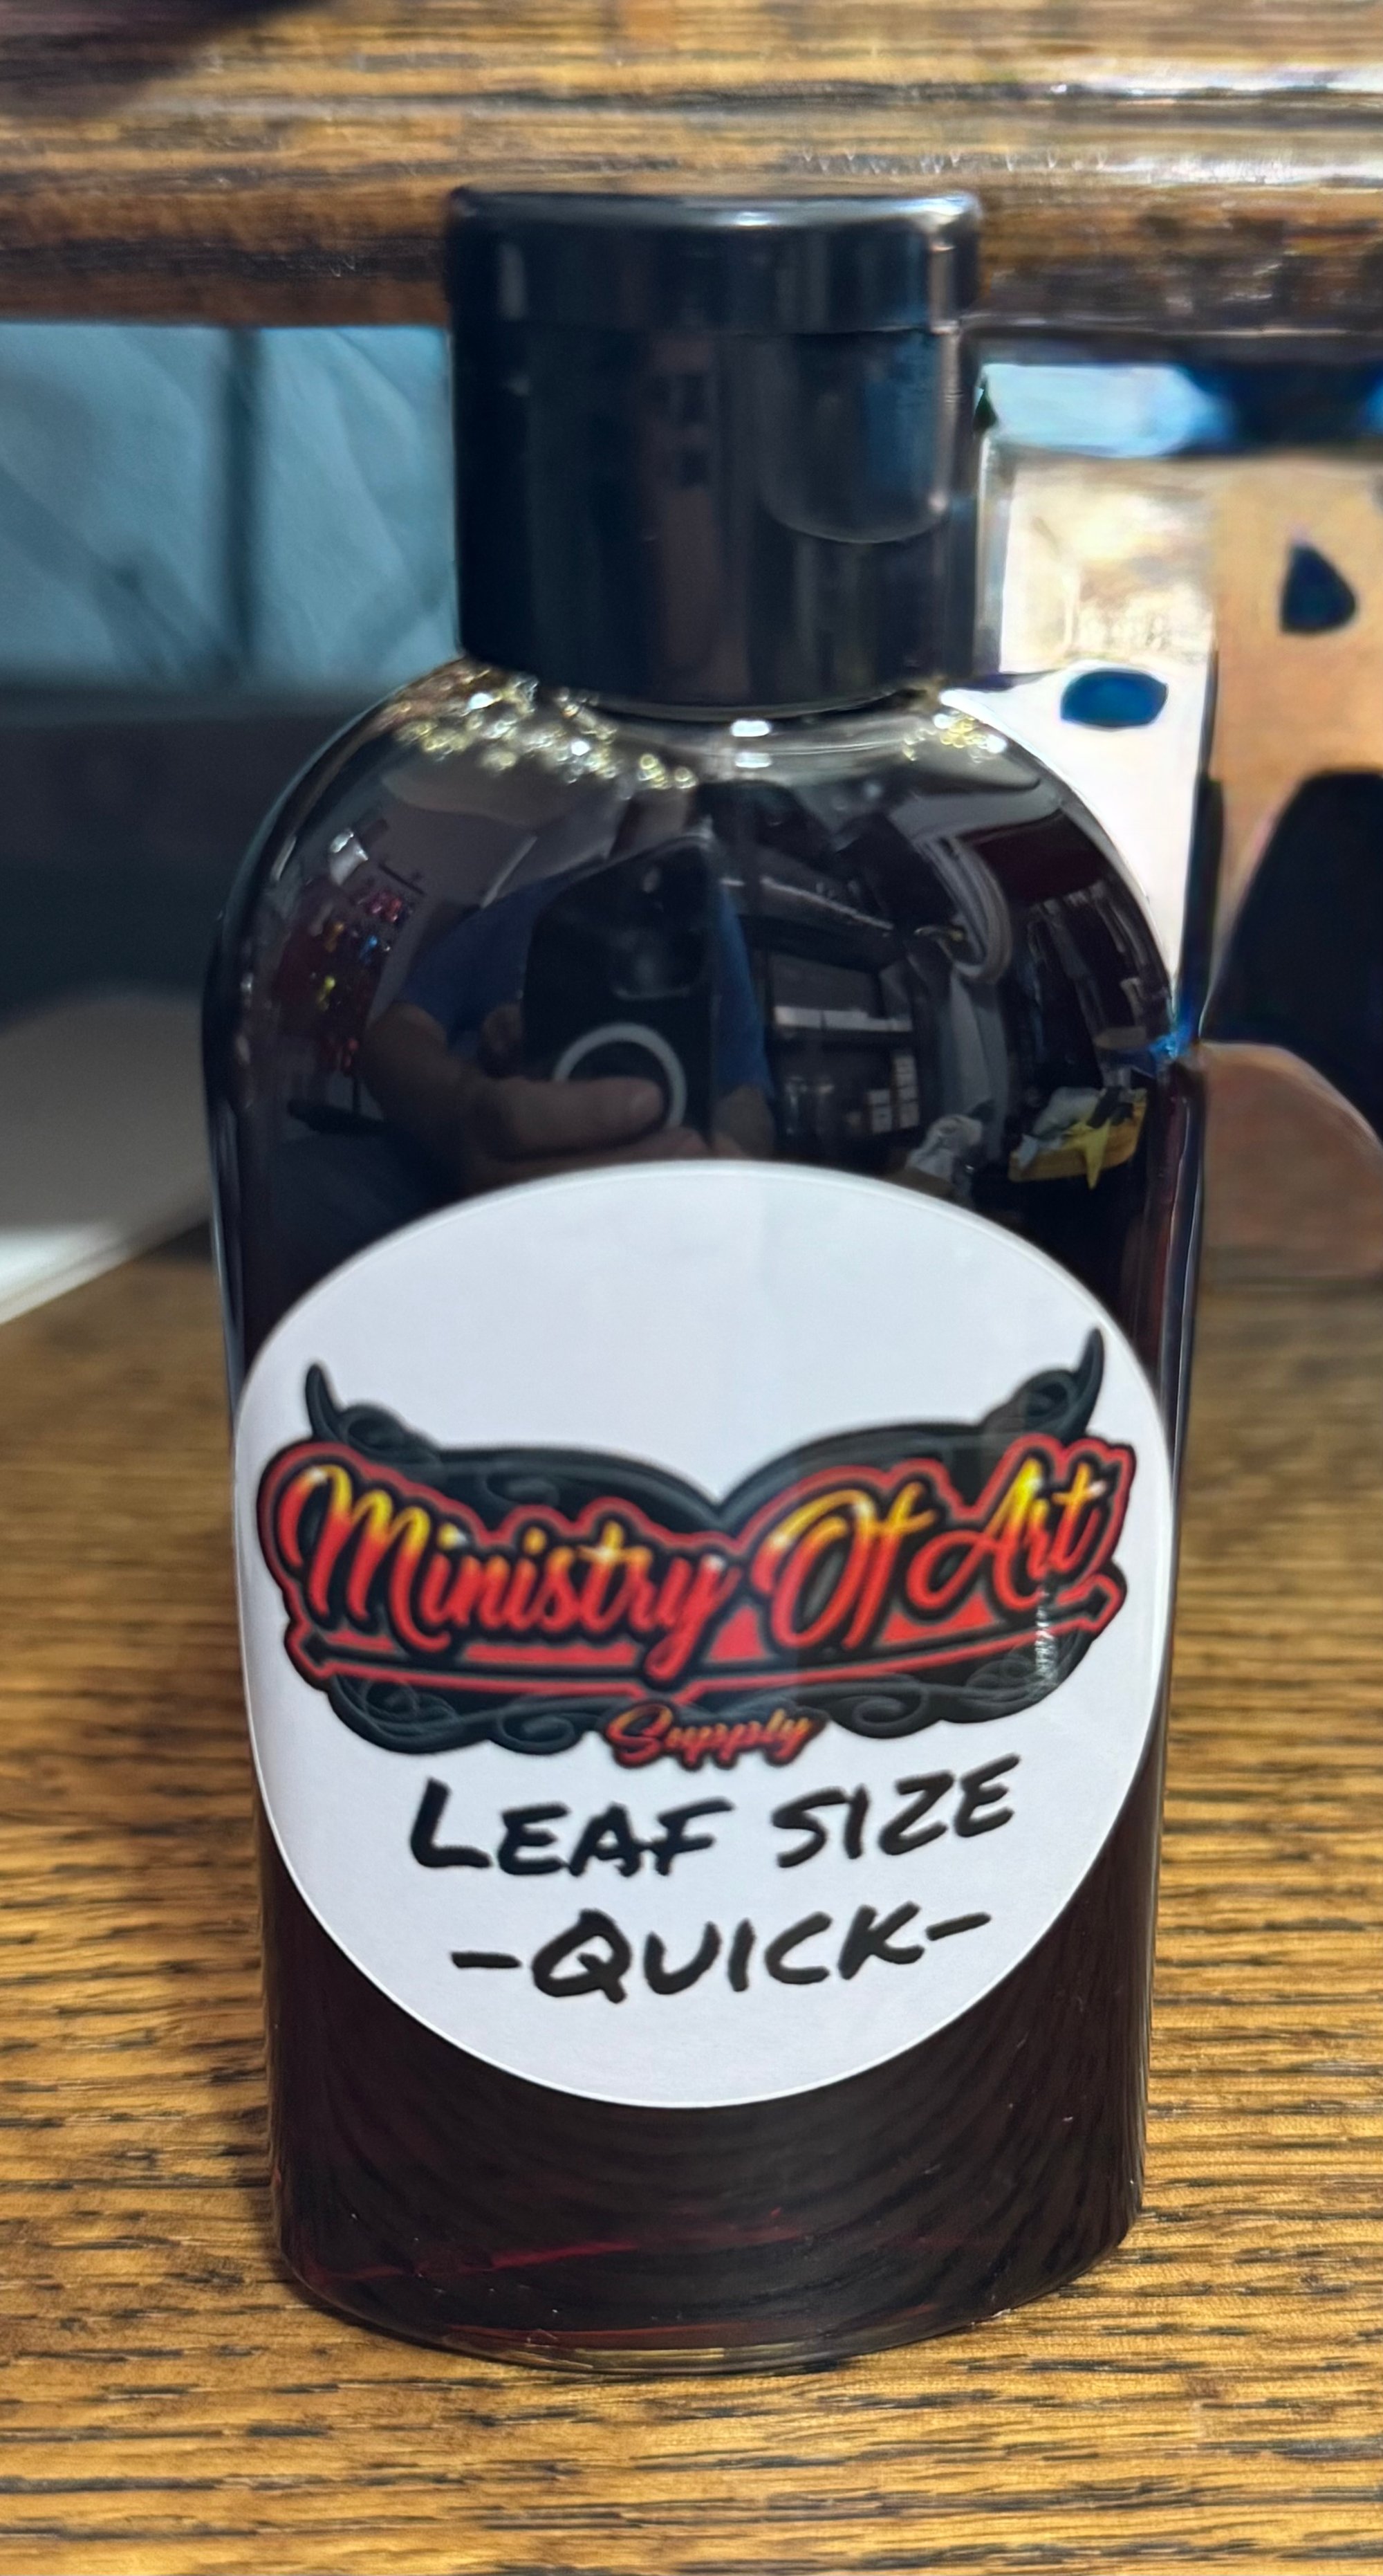 Ministry Of Art
Supply
LEAF SIZE
-QUICK-